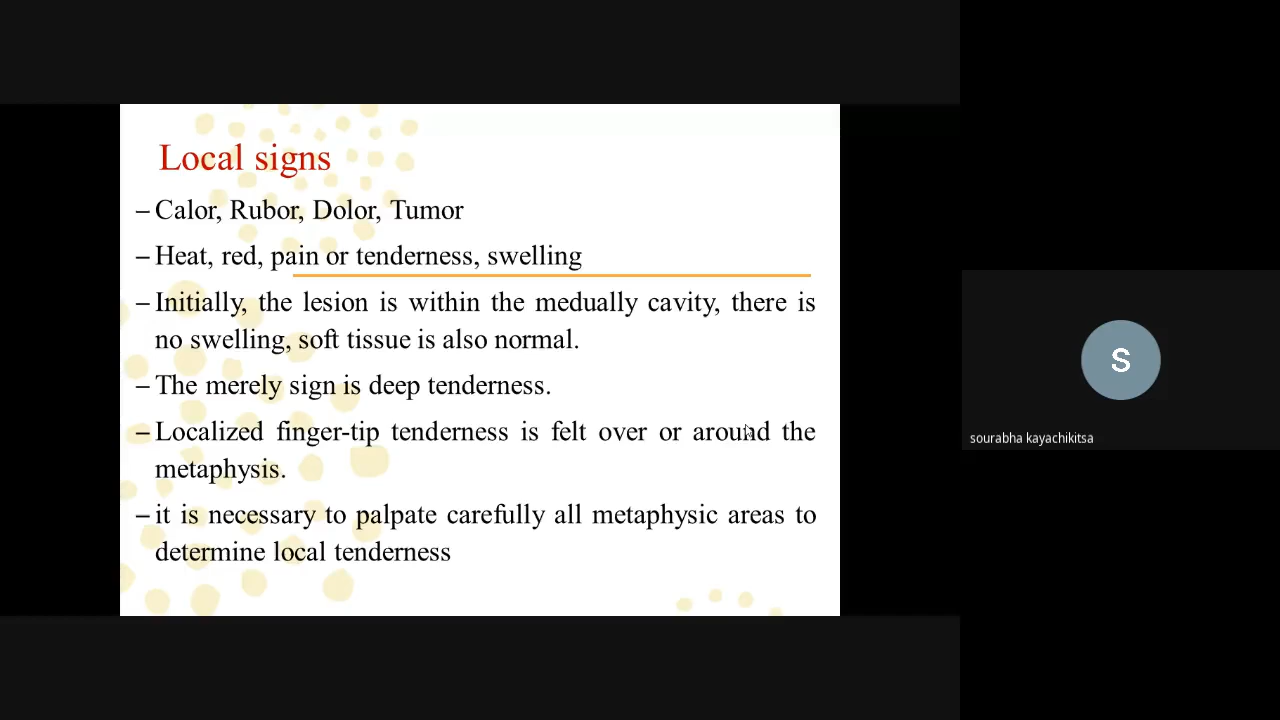 Local signs
– Calor, Rubor, Dolor, Tumor
– Heat, red, pain or tenderness, swelling
– Initially, the lesion is within the medually cavity, there is
no swelling, soft tissue is also normal.
– The merely sign is deep tenderness.
– Localized finger-tip tenderness is felt over or around the
metaphysis.
– it is necessary to palpate carefully all metaphysic areas to
determine local tenderness
S
sourabha kayachikitsa